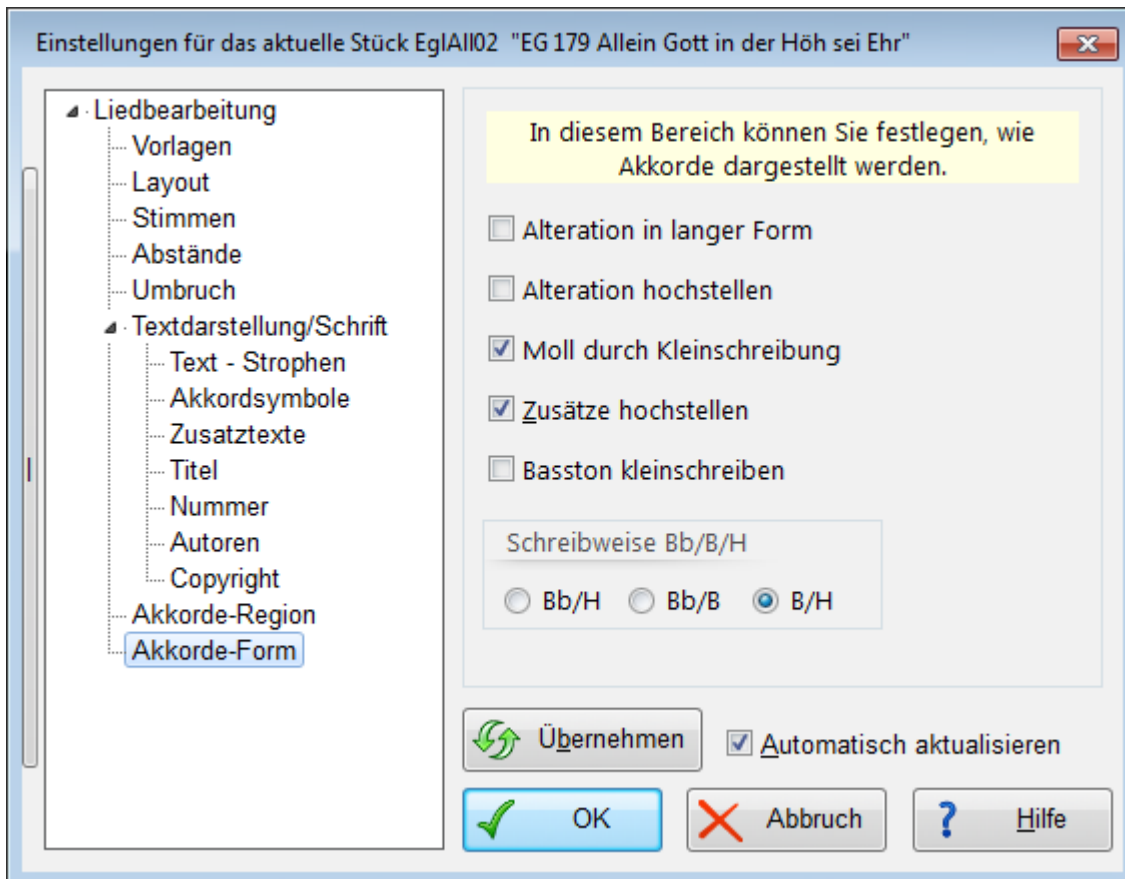 Einstellungen für das aktuelle Stück EglAll02 "EG 179 Allein Gott in der Höh sei Ehr"
Liedbearbeitung
Vorlagen
Layout
Stimmen
Abstände
Umbruch
Textdarstellung/Schrift
Text - Strophen
Akkordsymbole
Zusatztexte
Titel
Nummer
Autoren
Copyright
Akkorde-Region
Akkorde-Form
In diesem Bereich können Sie festlegen, wie
Akkorde dargestellt werden.
Alteration in langer Form
Alteration hochstellen
Moll durch Kleinschreibung
Zusätze hochstellen
Basston kleinschreiben
Schreibweise Bb/B/H
Bb/H Bb/B B/H
Übernehmen Automatisch aktualisieren
OK Abbruch Hilfe